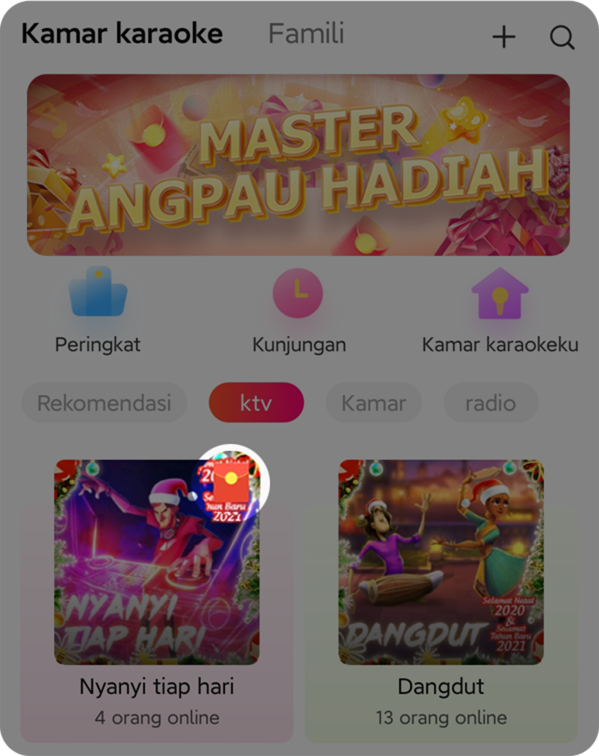 Kamar karaoke
Famili
MASTER
ANGPAU HADIAH
Peringkat
Kunjungan
Kamar karaokeku
Rekomendasi
ktv
Kamar
radio
20
Se
Tahun Baru
2021
NYANYI
TIAP HARI
Selamat Natal
2020
&
Selamat
Tahun Baru
2021
DANGDUT
Nyanyi tiap hari
Dangdut
4 orang online
13 orang online